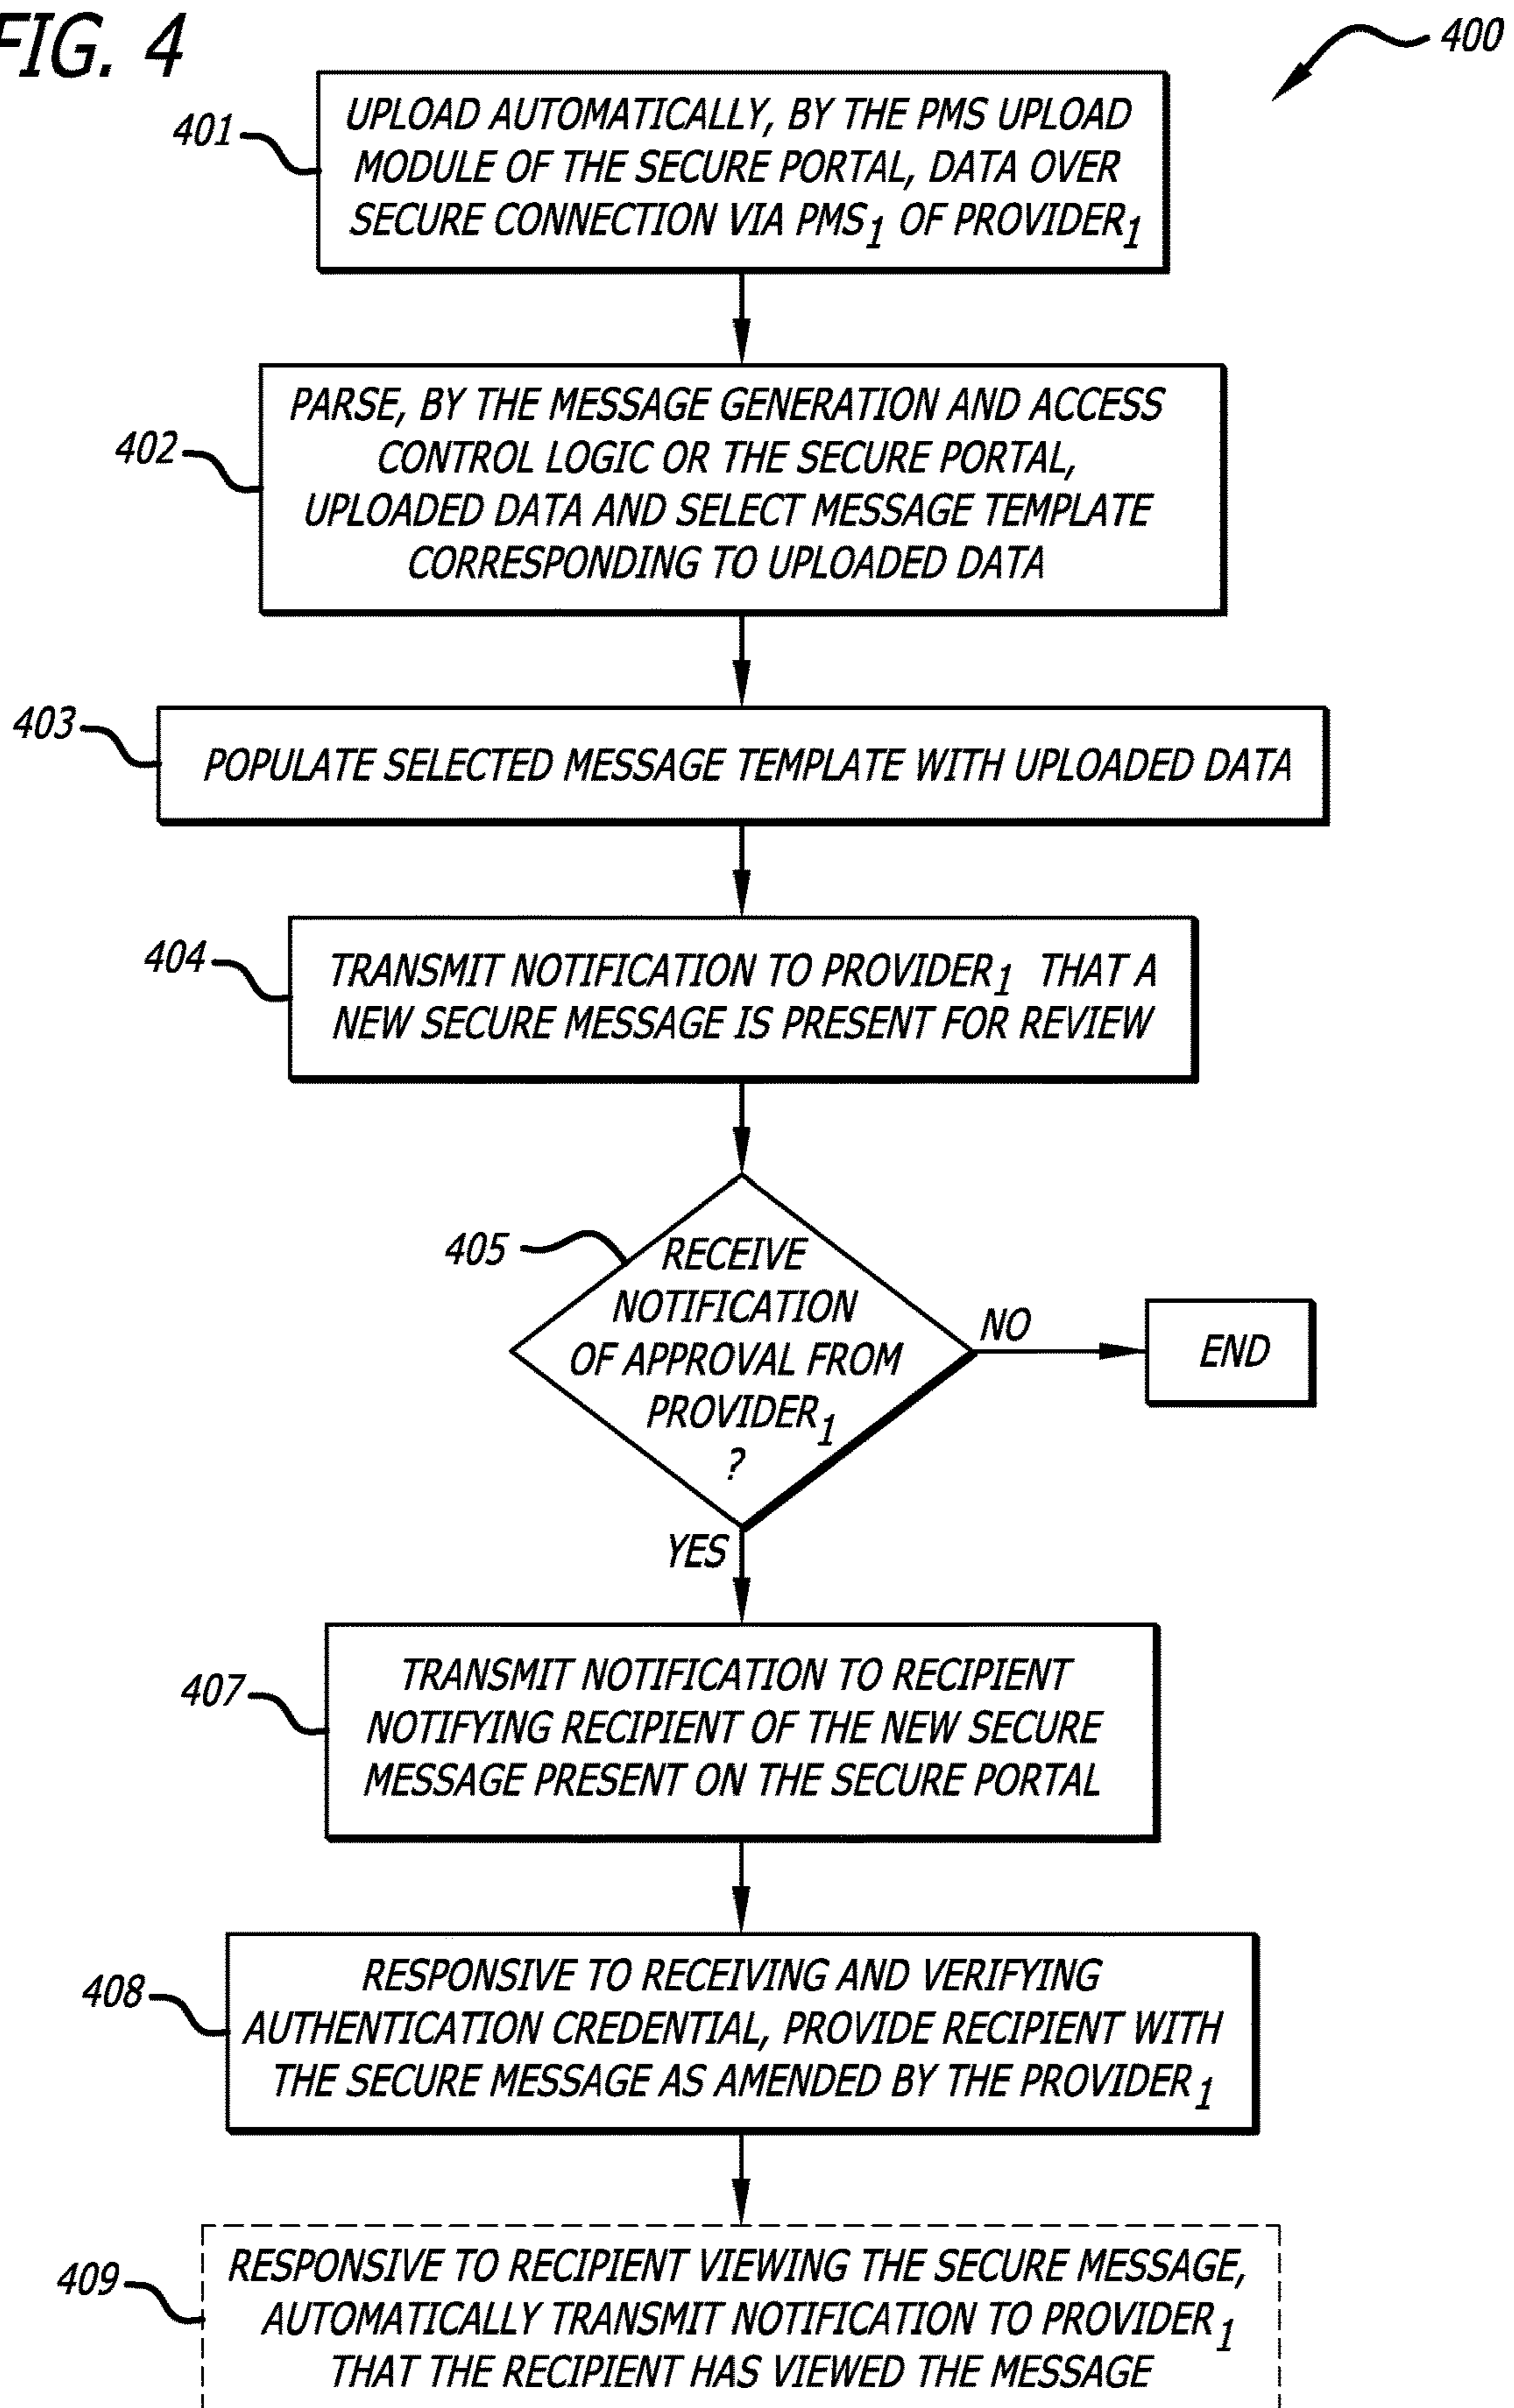 FIG. 4
400
401
UPLOAD AUTOMATICALLY, BY THE PMS UPLOAD
MODULE OF THE SECURE PORTAL, DATA OVER
SECURE CONNECTION VIA PMS1 OF PROVIDER1
402
PARSE, BY THE MESSAGE GENERATION AND ACCESS
CONTROL LOGIC OR THE SECURE PORTAL,
UPLOADED DATA AND SELECT MESSAGE TEMPLATE
CORRESPONDING TO UPLOADED DATA
403
POPULATE SELECTED MESSAGE TEMPLATE WITH UPLOADED DATA
404
TRANSMIT NOTIFICATION TO PROVIDER1 THAT A
NEW SECURE MESSAGE IS PRESENT FOR REVIEW
405
RECEIVE
NOTIFICATION
OF APPROVAL FROM
PROVIDER1
?
NO
END
YES
407
TRANSMIT NOTIFICATION TO RECIPIENT
NOTIFYING RECIPIENT OF THE NEW SECURE
MESSAGE PRESENT ON THE SECURE PORTAL
408
RESPONSIVE TO RECEIVING AND VERIFYING
AUTHENTICATION CREDENTIAL, PROVIDE RECIPIENT WITH
THE SECURE MESSAGE AS AMENDED BY THE PROVIDER1
409
RESPONSIVE TO RECIPIENT VIEWING THE SECURE MESSAGE,
AUTOMATICALLY TRANSMIT NOTIFICATION TO PROVIDER1
THAT THE RECIPIENT HAS VIEWED THE MESSAGE